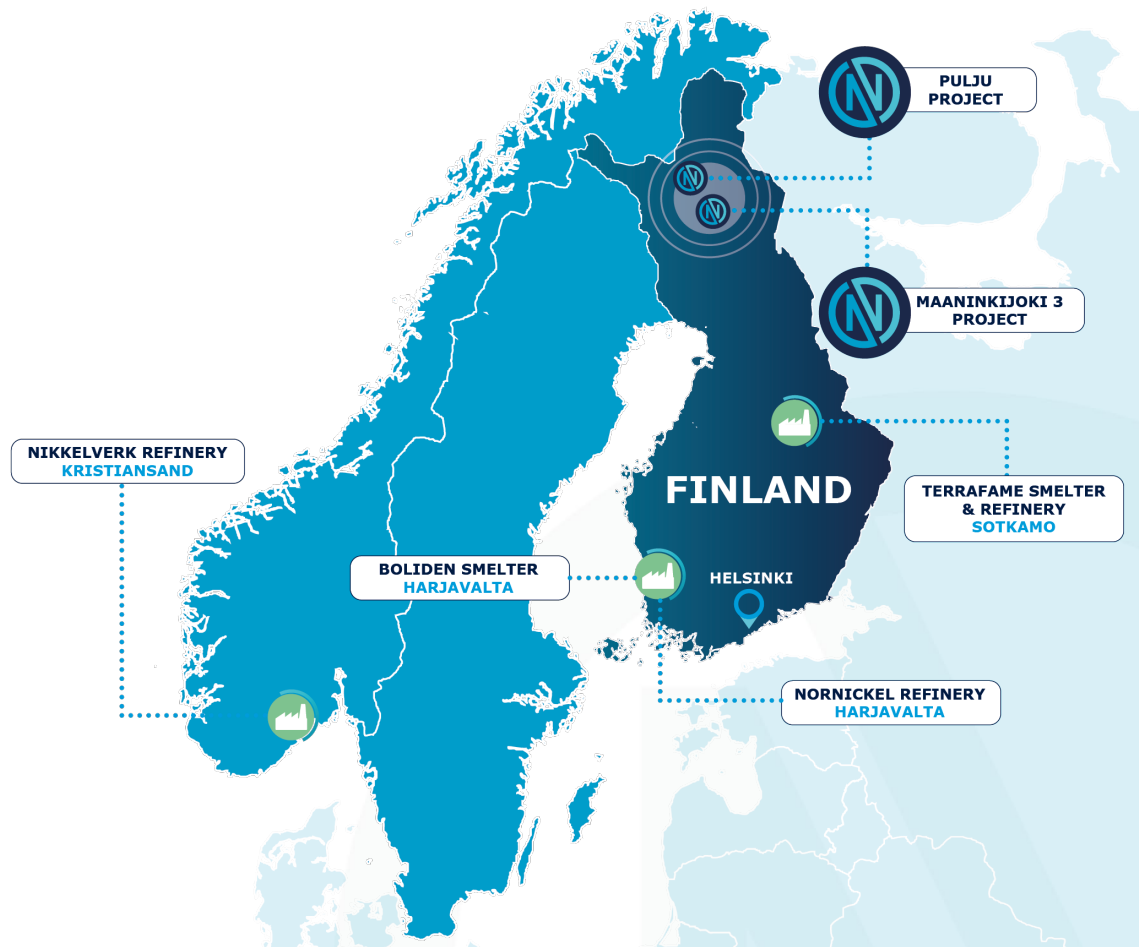 PULJU
PROJECT
MAANINKIJOKI 3
PROJECT
NIKKELVERK REFINERY
KRISTIANSAND
FINLAND
TERRAFAME SMELTER
& REFINERY
SOTKAMO
BOLIDEN SMELTER
HARJAVALTA
HELSINKI
NORNICKEL REFINERY
HARJAVALTA